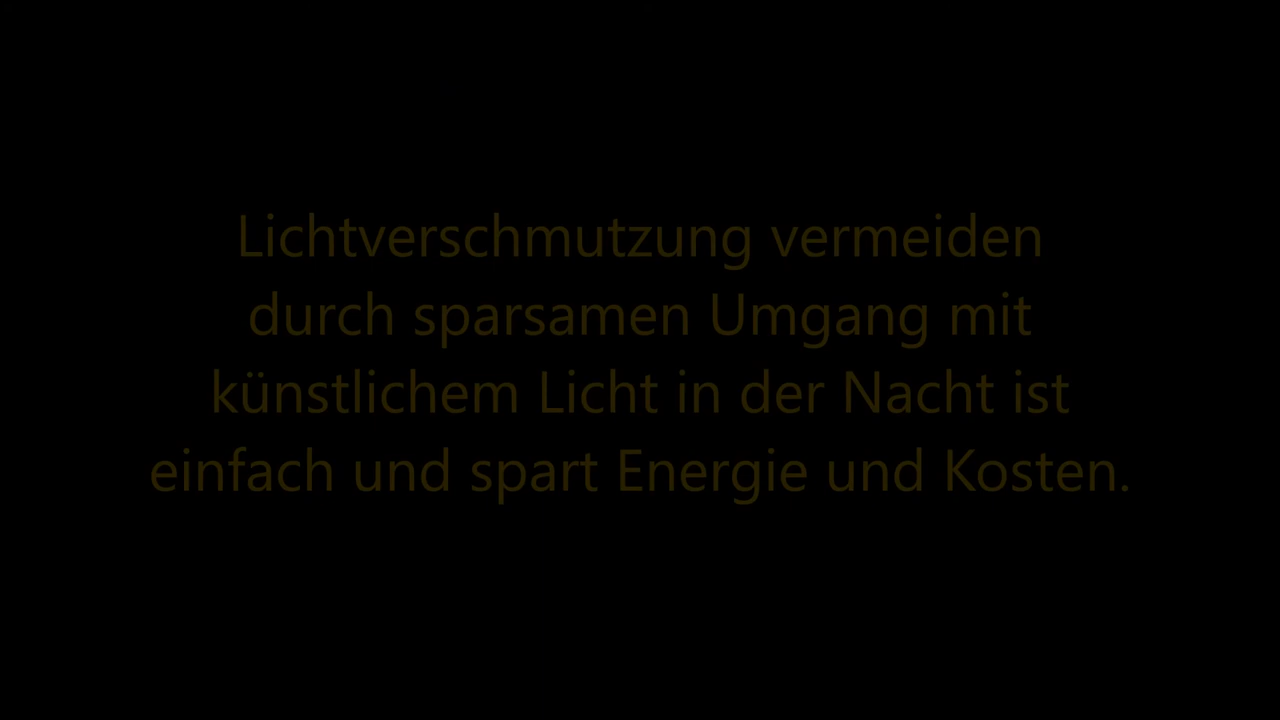 Lichtverschmutzung vermeiden
durch sparsamen Umgang mit
künstlichem Licht in der Nacht ist
einfach und spart Energie und Kosten.